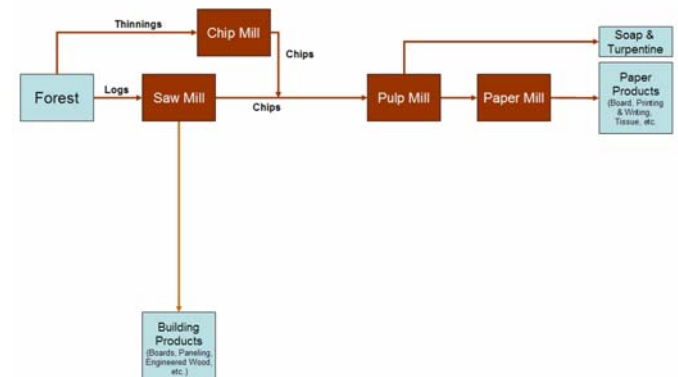 Thinnings
Chip Mill
Chips
Soap &
Turpentine
Forest
Logs
Saw Mill
Chips
Pulp Mill
Paper Mill
Paper
Products
(Board, Printing
& Writing,
Tissue, etc.
Building
Products
(Boards, Paneling,
Engineered Wood,
etc.)